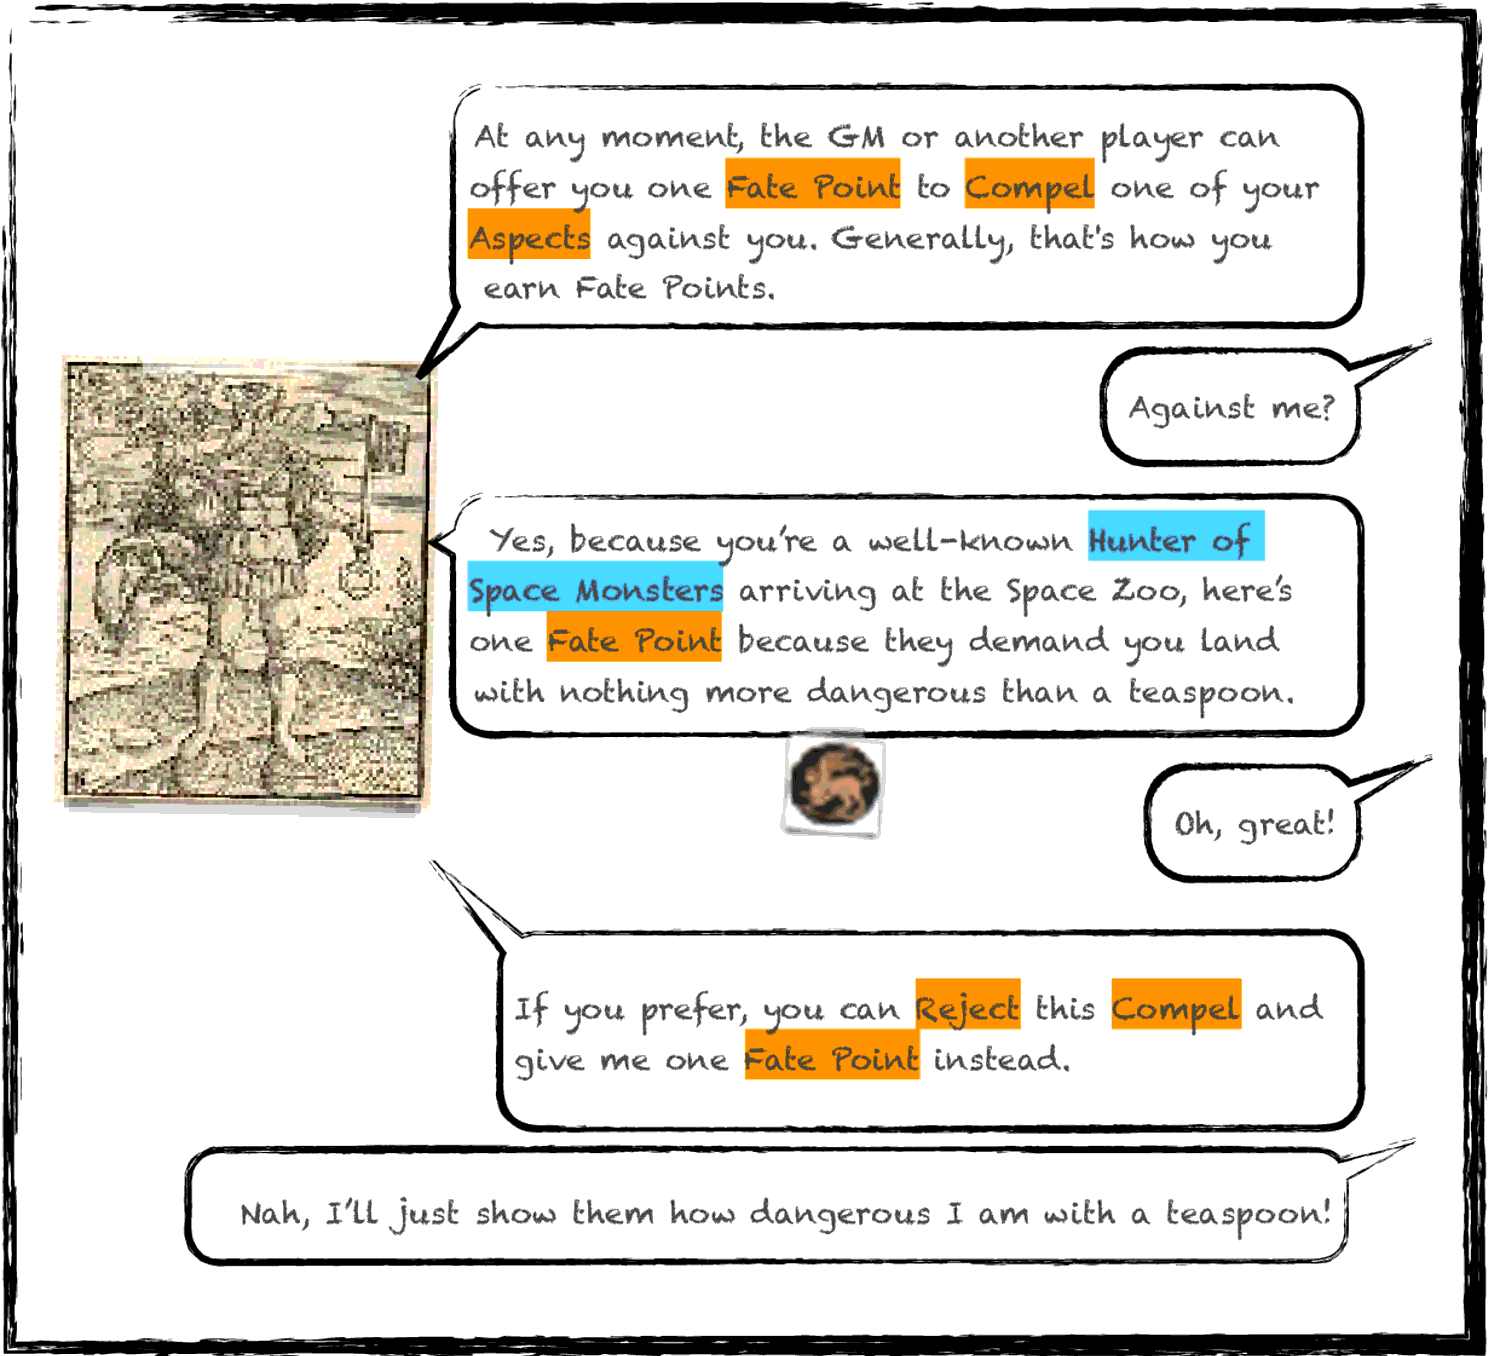 At any moment, the GM or another player can
offer you one Fate Point to Compel one of your
Aspects against you. Generally, that's how you
earn Fate Points.
Against me?
Yes, because you're a well-known Hunter of
Space Monsters arriving at the Space Zoo, here's
one Fate Point because they demand you land
with nothing more dangerous than a teaspoon.
Oh, great!
If you prefer, you can Reject this Compel and
give me one Fate Point instead.
Nah, I'll just show them how dangerous I am with a teaspoon!